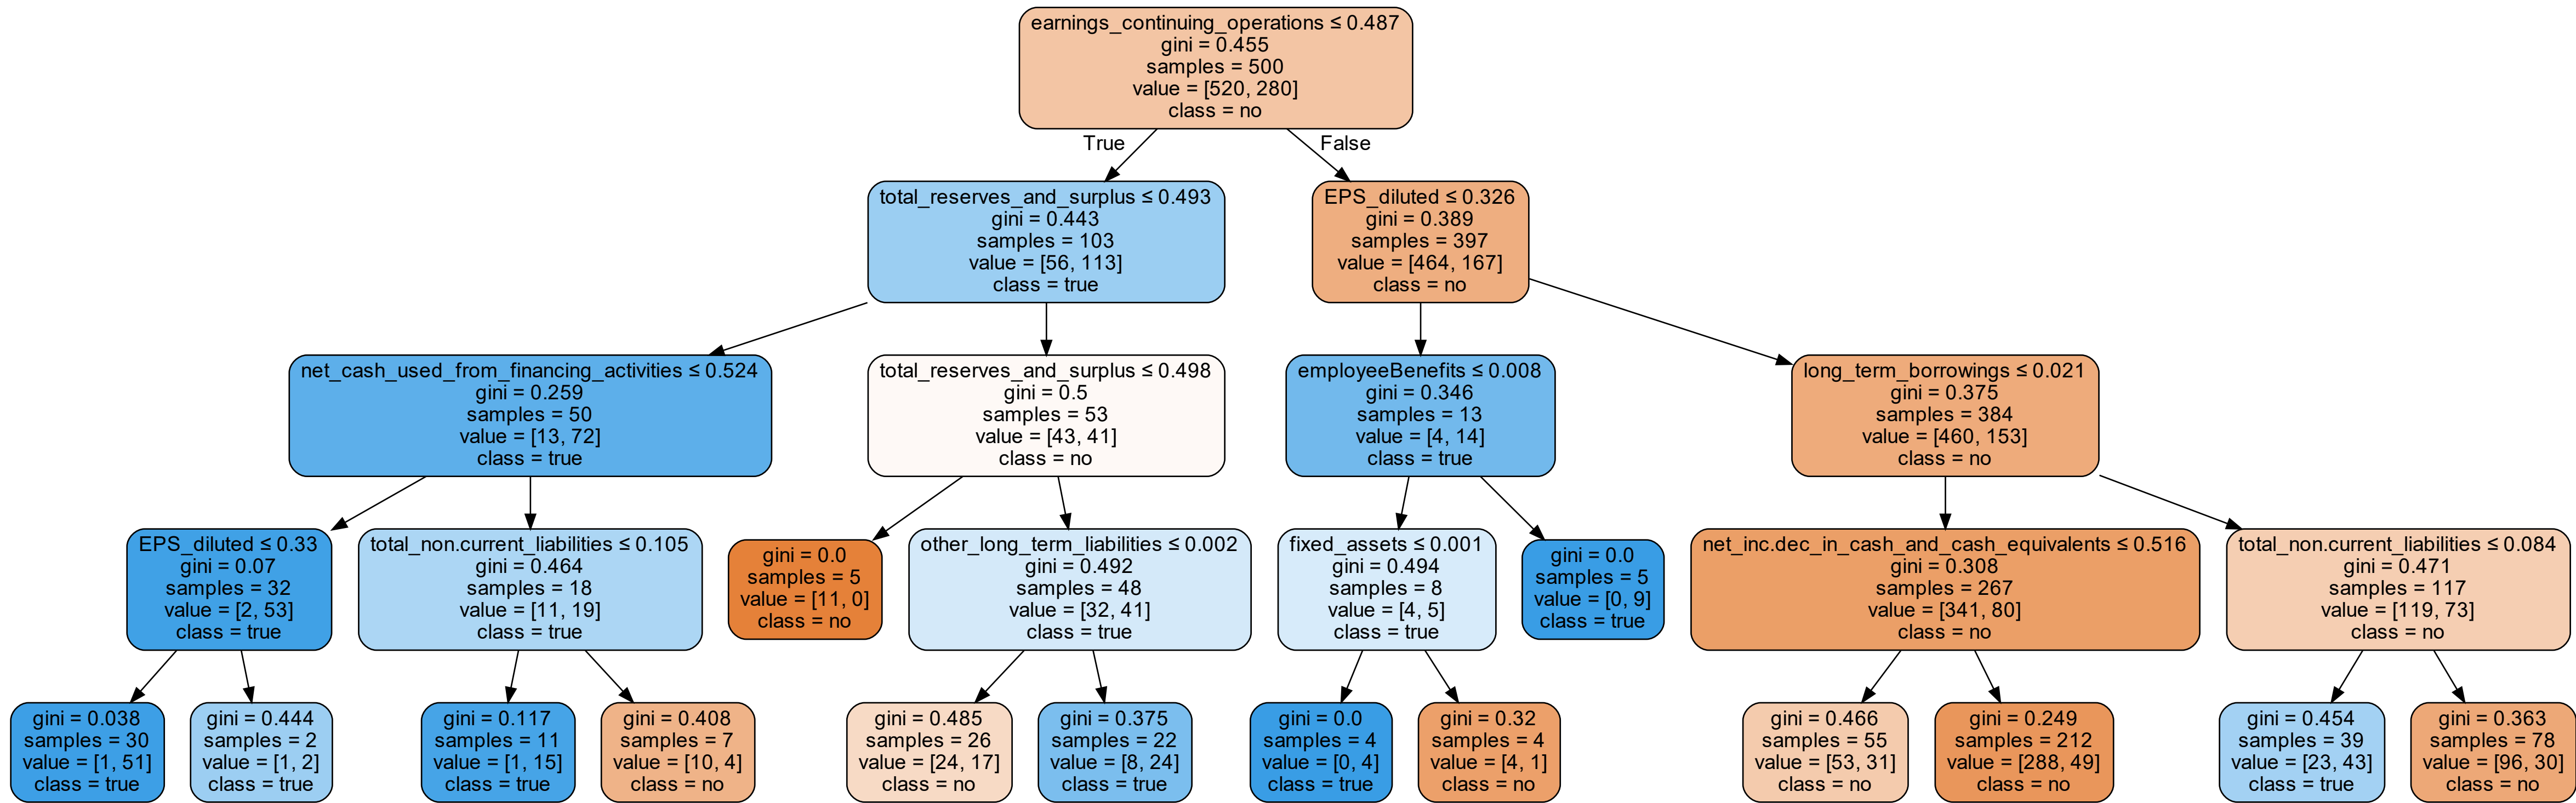 earnings_continuing_operations ≤ 0.487
gini = 0.455
samples = 500
value = [520, 280]
class = no
True
False
total_reserves_and_surplus ≤ 0.493
gini = 0.443
samples = 103
value = [56, 113]
class = true
EPS_diluted ≤ 0.326
gini = 0.389
samples = 397
value = [464, 167]
class = no
net_cash_used_from_financing_activities ≤ 0.524
gini = 0.259
samples = 50
value = [13, 72]
class = true
total_reserves_and_surplus ≤ 0.498
gini = 0.5
samples = 53
value = [43, 41]
class = no
employeeBenefits ≤ 0.008
gini = 0.346
samples = 13
value = [4, 14]
class = true
long_term_borrowings ≤ 0.021
gini = 0.375
samples = 384
value = [460, 153]
class = no
EPS_diluted ≤ 0.33
gini = 0.07
samples = 32
value = [2, 53]
class = true
total_non.current_liabilities ≤ 0.105
gini = 0.464
samples = 18
value = [11, 19]
class = true
gini = 0.0
samples = 5
value = [11, 0]
class = no
other_long_term_liabilities ≤ 0.002
gini = 0.492
samples = 48
value = [32, 41]
class = true
fixed_assets ≤ 0.001
gini = 0.494
samples = 8
value = [4, 5]
class = true
gini = 0.0
samples = 5
value = [0, 9]
class = true
net_inc.dec_in_cash_and_cash_equivalents ≤ 0.516
gini = 0.308
samples = 267
value = [341, 80]
class = no
total_non.current_liabilities ≤ 0.084
gini = 0.471
samples = 117
value = [119, 73]
class = no
gini = 0.038
samples = 30
value = [1, 51]
class = true
gini = 0.444
samples = 2
value = [1, 2]
class = true
gini = 0.117
samples = 11
value = [1, 15]
class = true
gini = 0.408
samples = 7
value = [10, 4]
class = no
gini = 0.485
samples = 26
value = [24, 17]
class = no
gini = 0.375
samples = 22
value = [8, 24]
class = true
gini = 0.0
samples = 4
value = [0, 4]
class = true
gini = 0.32
samples = 4
value = [4, 1]
class = no
gini = 0.466
samples = 55
value = [53, 31]
class = no
gini = 0.249
samples = 212
value = [288, 49]
class = no
gini = 0.454
samples = 39
value = [23, 43]
class = true
gini = 0.363
samples = 78
value = [96, 30]
class = no